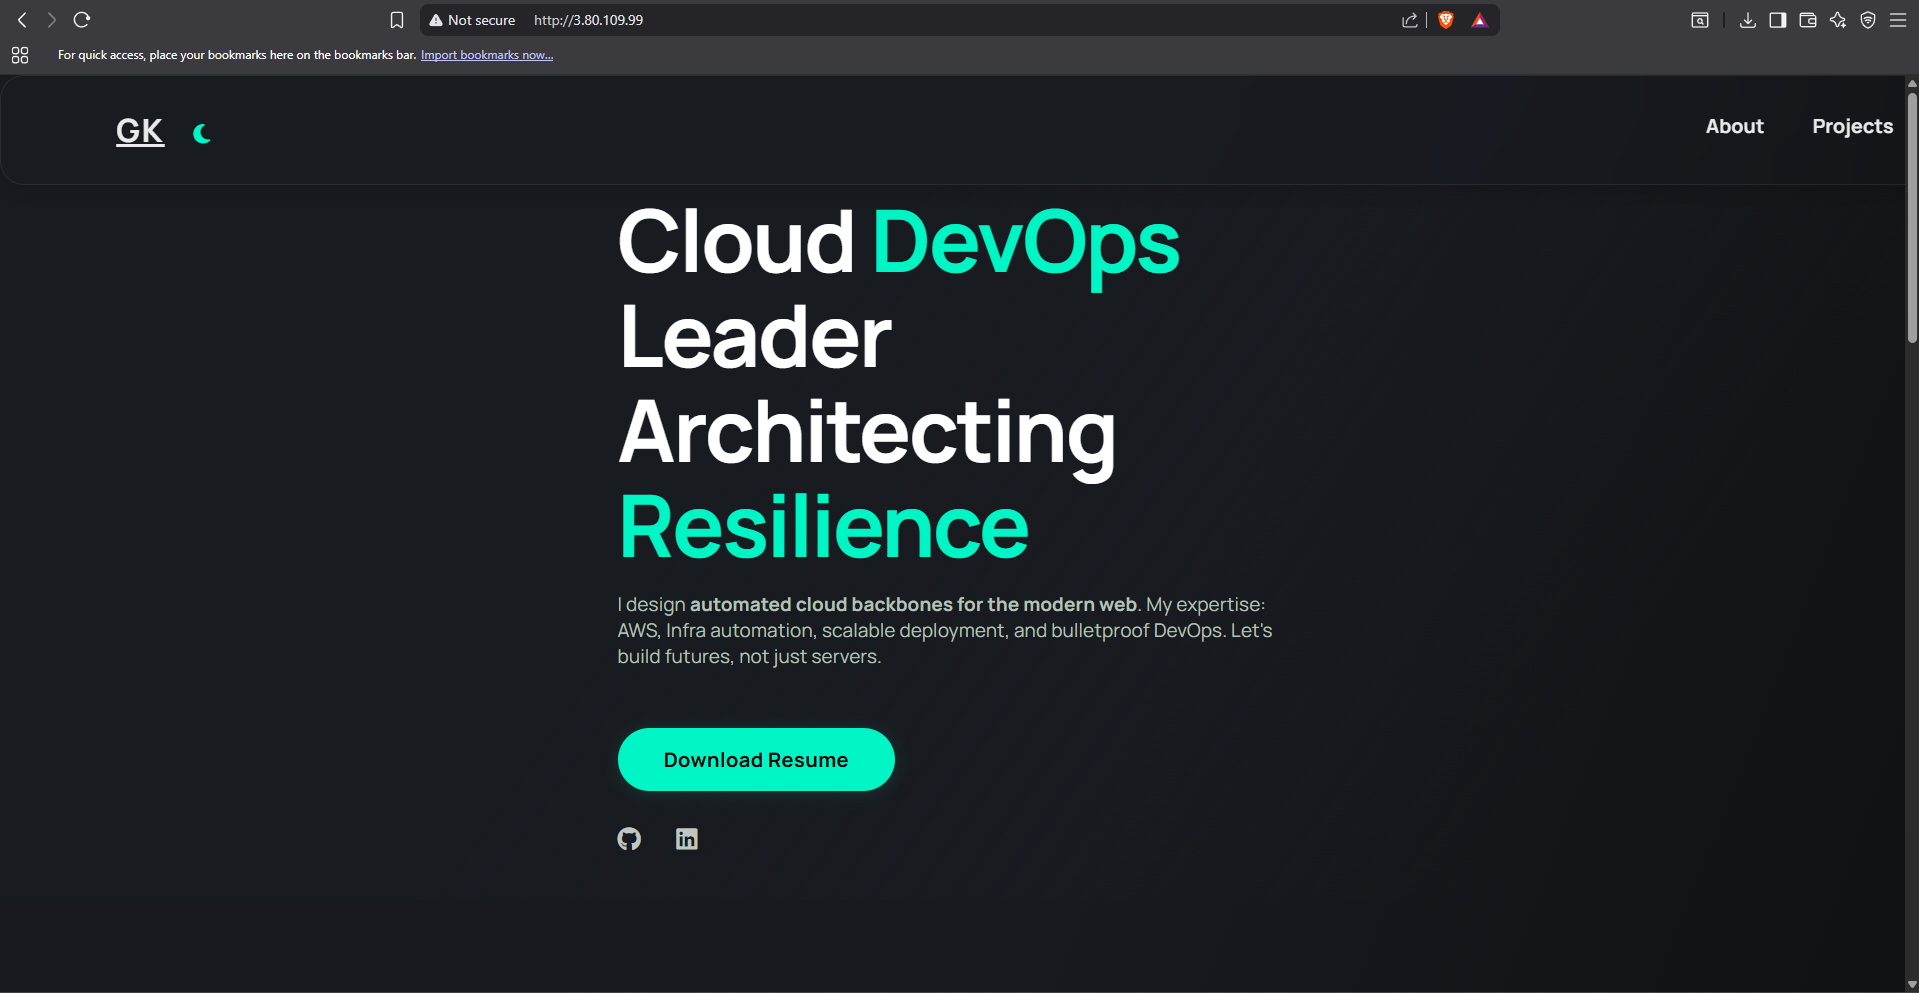 Not secure http://3.80.109.99
For quick access, place your bookmarks here on the bookmarks bar. Import bookmarks now...
GK About Projects
Cloud DevOps
Leader
Architecting
Resilience
I design automated cloud backbones for the modern web. My expertise:
AWS, Infra automation, scalable deployment, and bulletproof DevOps. Let's
build futures, not just servers.
Download Resume
in